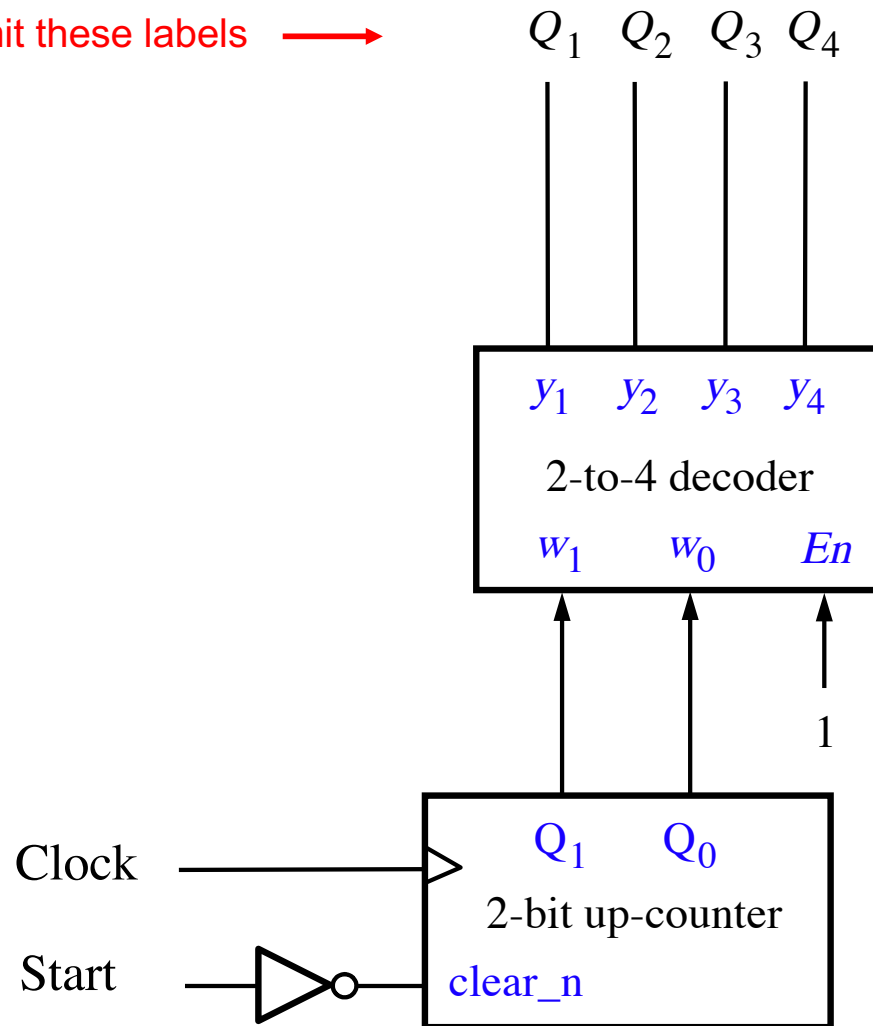 these labels
Q1 Q2 Q3 Q4
y1 y2 y3 y4
2-to-4 decoder
w1 w0 En
1
Q1 Q0
Clock
2-bit up-counter
Start
clear_n